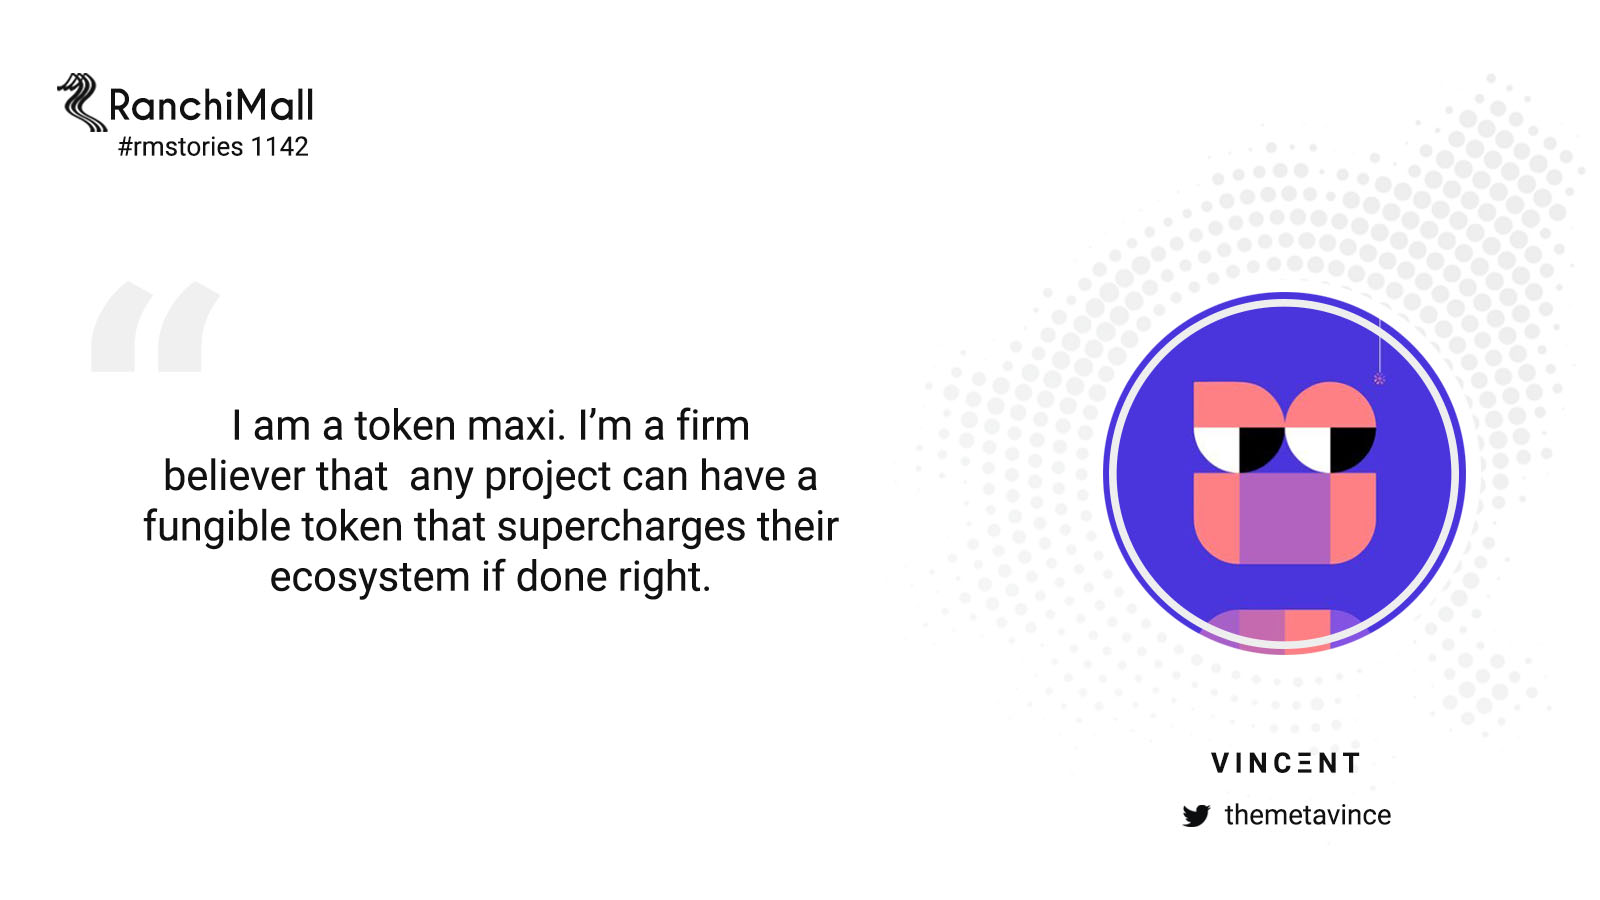 RanchiMall
#rmstories 1142
“
I am a token maxi. I’m a firm
believer that  any project can have a
fungible token that supercharges their
ecosystem if done right.
VINCΞNT
themetavince